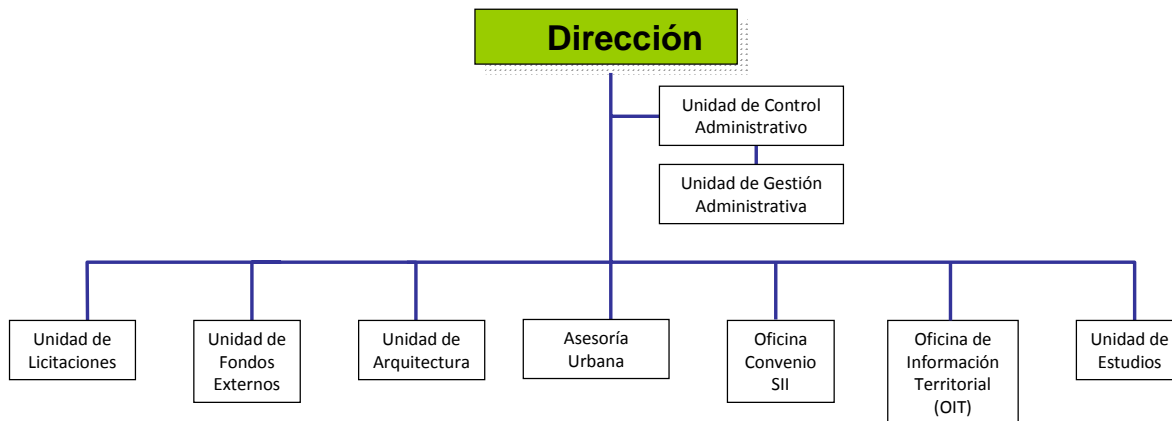 Dirección
Unidad de Control
Administrativo
Unidad de Gestión
Administrativa
Unidad de
Licitaciones
Unidad de
Fondos
Externos
Unidad de
Arquitectura
Asesoría
Urbana
Oficina
Convenio
SII
Oficina de
Información
Territorial
(OIT)
Unidad de
Estudios